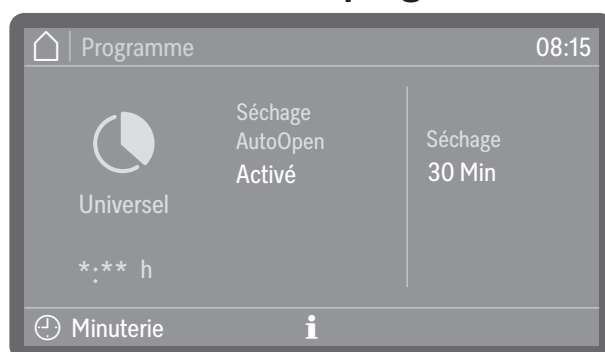 Programme
08:15
Universel
*:** h
Séchage
AutoOpen
Activé
Séchage
30 Min
Minuterie
i